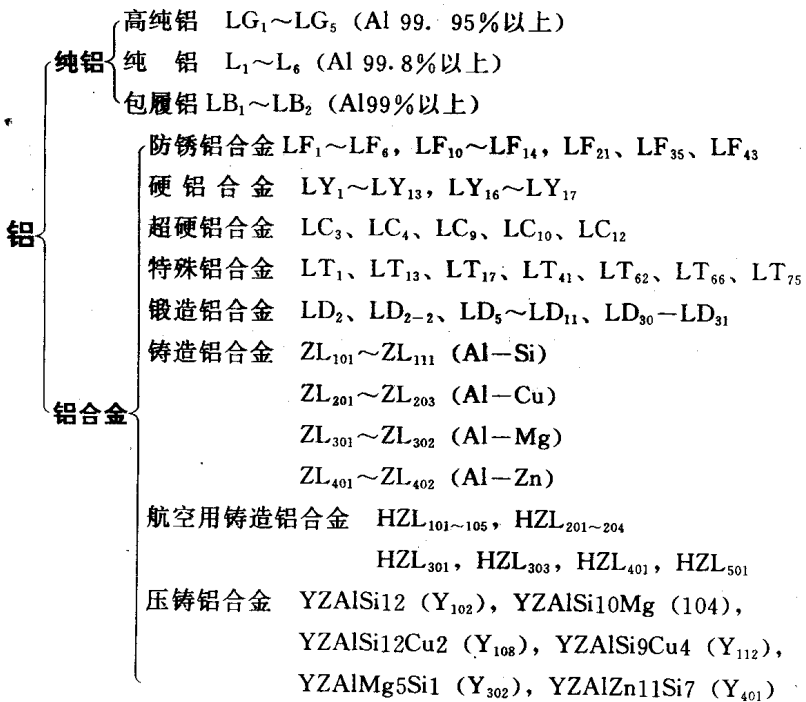 高纯铝 LG₁～LG₅（Al 99. 95％以上）
纯铝 纯 铝 L₁～L₆（Al 99.8％以上）
包履铝 LB₁～LB₂（Al99％以上）
防锈铝合金 LF₁～LF₆，LF₁₀～LF₁₄，LF₂₁、LF₃₅、LF₄₃
硬 铝 合 金 LY₁～LY₁₃，LY₁₆～LY₁₇
铝 超硬铝合金 LC₃、LC₄、LC₉、LC₁₀、LC₁₂
特殊铝合金 LT₁、LT₁₃、LT₁₇、LT₄₁、LT₆₂、LT₆₆、LT₇₅
锻造铝合金 LD₂、LD₂₋₂、LD₅～LD₁₁、LD₃₀－LD₃₁
铸造铝合金 ZL₁₀₁～ZL₁₁₁（Al－Si）
ZL₂₀₁～ZL₂₀₃（Al－Cu）
铝合金
ZL₃₀₁～ZL₃₀₂（Al－Mg）
ZL₄₀₁～ZL₄₀₂（Al－Zn）
航空用铸造铝合金 HZL₁₀₁～₁₀₅，HZL₂₀₁～₂₀₄
HZL₃₀₁，HZL₃₀₃，HZL₄₀₁，HZL₅₀₁
压铸铝合金 YZAlSi12（Y₁₀₂），YZAlSi10Mg（104），
YZAlSi12Cu2（Y₁₀₈），YZAlSi9Cu4（Y₁₁₂），
YZAlMg5Si1（Y₃₀₂），YZAlZn11Si7（Y₄₀₁）